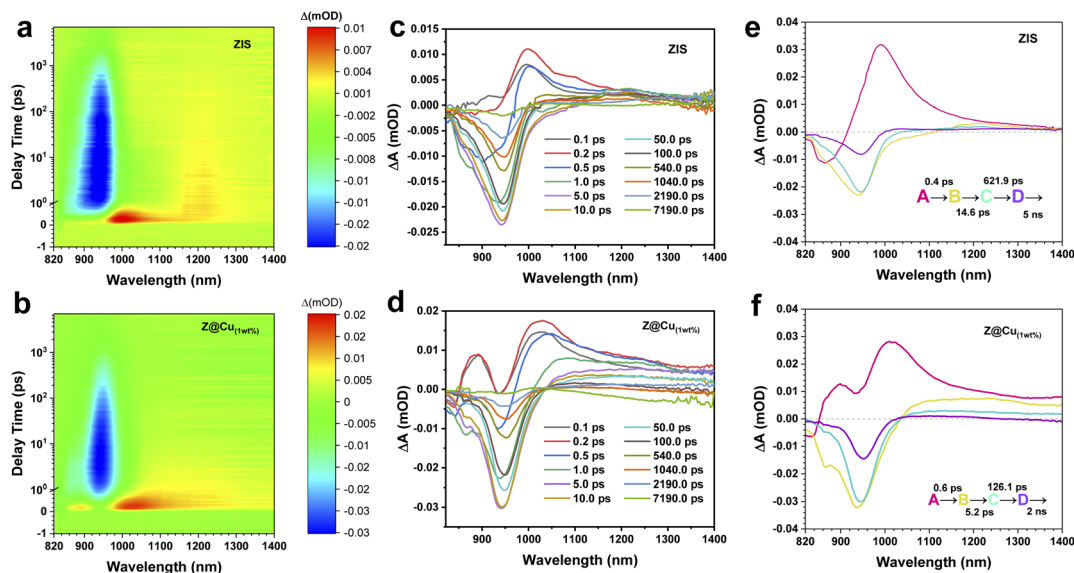 a
ZIS
Delay Time (ps)
10³
10²
10¹
10⁰
0
-1
820 900 1000 1100 1200 1400
Wavelength (nm)
Δ(mOD)
0.01
0.01
0.004
0.001
-0.002
-0.005
-0.008
-0.01
-0.01
-0.02
-0.02
b
Z@Cu(1wt%)
Delay Time (ps)
10³
10²
10¹
10⁰
0
-1
820 900 1000 1100 1200 1400
Wavelength (nm)
Δ(mOD)
0.02
0.02
0.01
0.005
0
-0.005
-0.01
-0.02
-0.02
-0.03
-0.03
c
ZIS
ΔA (mOD)
0.015
0.010
0.005
0.000
-0.005
-0.010
-0.015
-0.020
-0.025
0.1 ps 50.0 ps
0.2 ps 100.0 ps
0.5 ps 540.0 ps
1.0 ps 1040.0 ps
5.0 ps 2190.0 ps
10.0 ps 7190.0 ps
900 1000 1100 1200 1300 1400
Wavelength (nm)
d
Z@Cu(1wt%)
ΔA (mOD)
0.02
0.01
0.00
-0.01
-0.02
-0.03
0.1 ps 50.0 ps
0.2 ps 100.0 ps
0.5 ps 540.0 ps
1.0 ps 1040.0 ps
5.0 ps 2190.0 ps
10.0 ps 7190.0 ps
900 1000 1100 1200 1300 1400
Wavelength (nm)
e
ZIS
ΔA (mOD)
0.04
0.03
0.02
0.01
0.00
-0.01
-0.02
-0.03
-0.04
0.4 ps 621.9 ps
A→B→C→D→
14.6 ps 5 ns
820 900 1000 1100 1200 1400
Wavelength (nm)
f
Z@Cu(1wt%)
ΔA (mOD)
0.04
0.03
0.02
0.01
0.00
-0.01
-0.02
-0.03
-0.04
0.6 ps 126.1 ps
A→B→C→D→
5.2 ps 2 ns
820 900 1000 1100 1200 1400
Wavelength (nm)